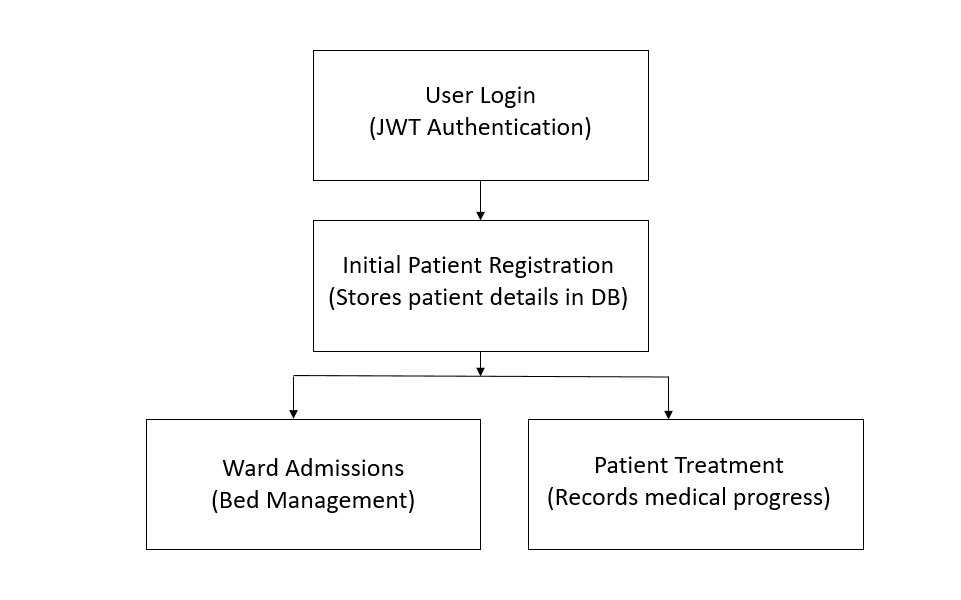 User Login
(JWT Authentication)
Initial Patient Registration
(Stores patient details in DB)
Ward Admissions
(Bed Management)
Patient Treatment
(Records medical progress)